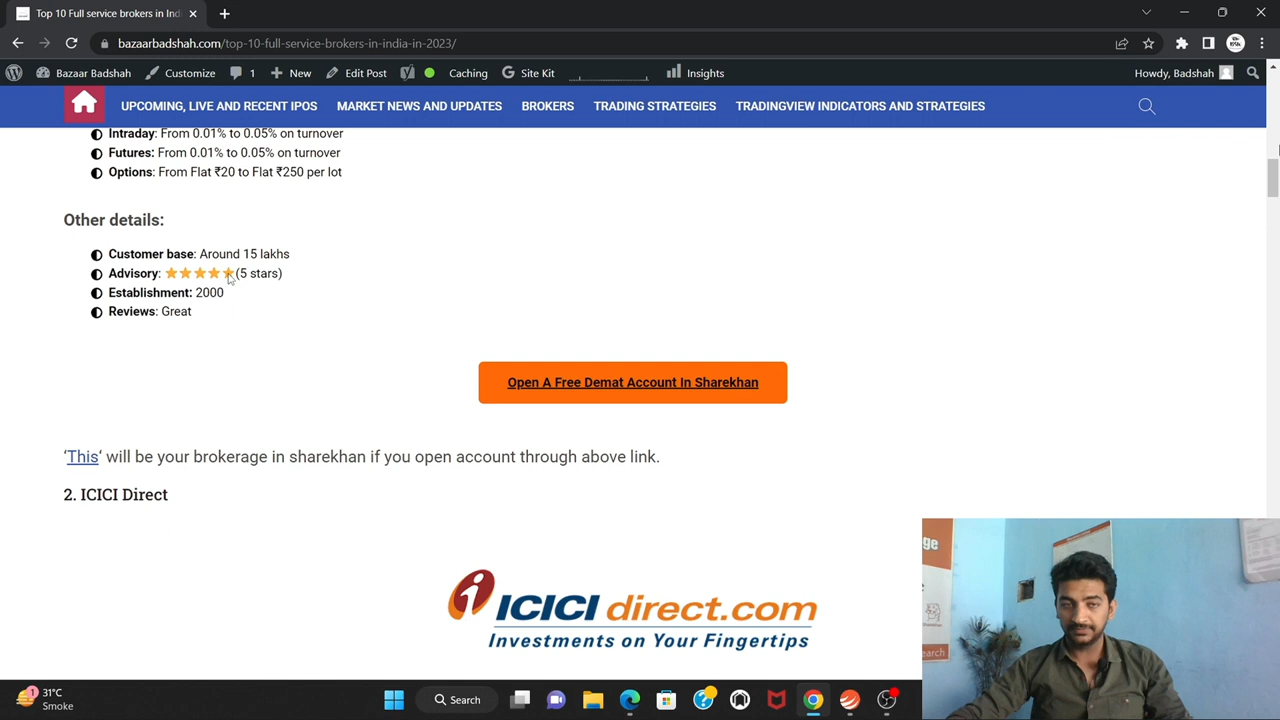 Top 10 Full service brokers in Indi
bazaarbadshah.com/top-10-full-service-brokers-in-india-in-2023/
Bazaar Badshah Customize 1 New Edit Post Caching Site Kit Insights Howdy, Badshah
UPCOMING, LIVE AND RECENT IPOS MARKET NEWS AND UPDATES BROKERS TRADING STRATEGIES TRADINGVIEW INDICATORS AND STRATEGIES
Intraday: From 0.01% to 0.05% on turnover
Futures: From 0.01% to 0.05% on turnover
Options: From Flat ₹20 to Flat ₹250 per lot
Other details:
Customer base: Around 15 lakhs
Advisory: ⭐⭐⭐⭐⭐(5 stars)
Establishment: 2000
Reviews: Great
Open A Free Demat Account In Sharekhan
‘This‘ will be your brokerage in sharekhan if you open account through above link.
2. ICICI Direct
i ICICI direct.com
Investments on Your Fingertips
ge
earch
1 31°C
Smoke
Search